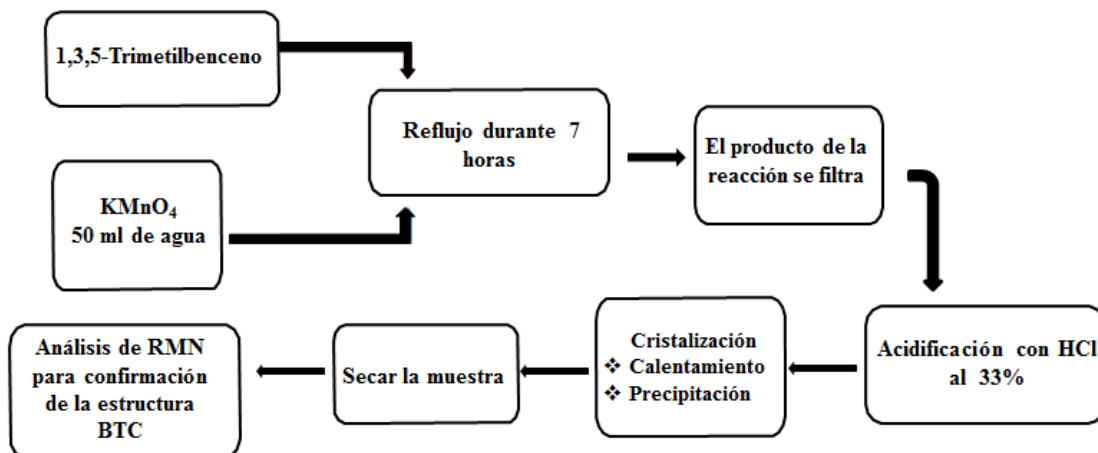 1,3,5-Trimetilbenceno
KMnO₄
50 ml de agua
Reflujo durante 7
horas
El producto de la
reacción se filtra
Acidificación con HCl
al 33%
Cristalización
❖ Calentamiento
❖ Precipitación
Secar la muestra
Análisis de RMN
para confirmación
de la estructura
BTC